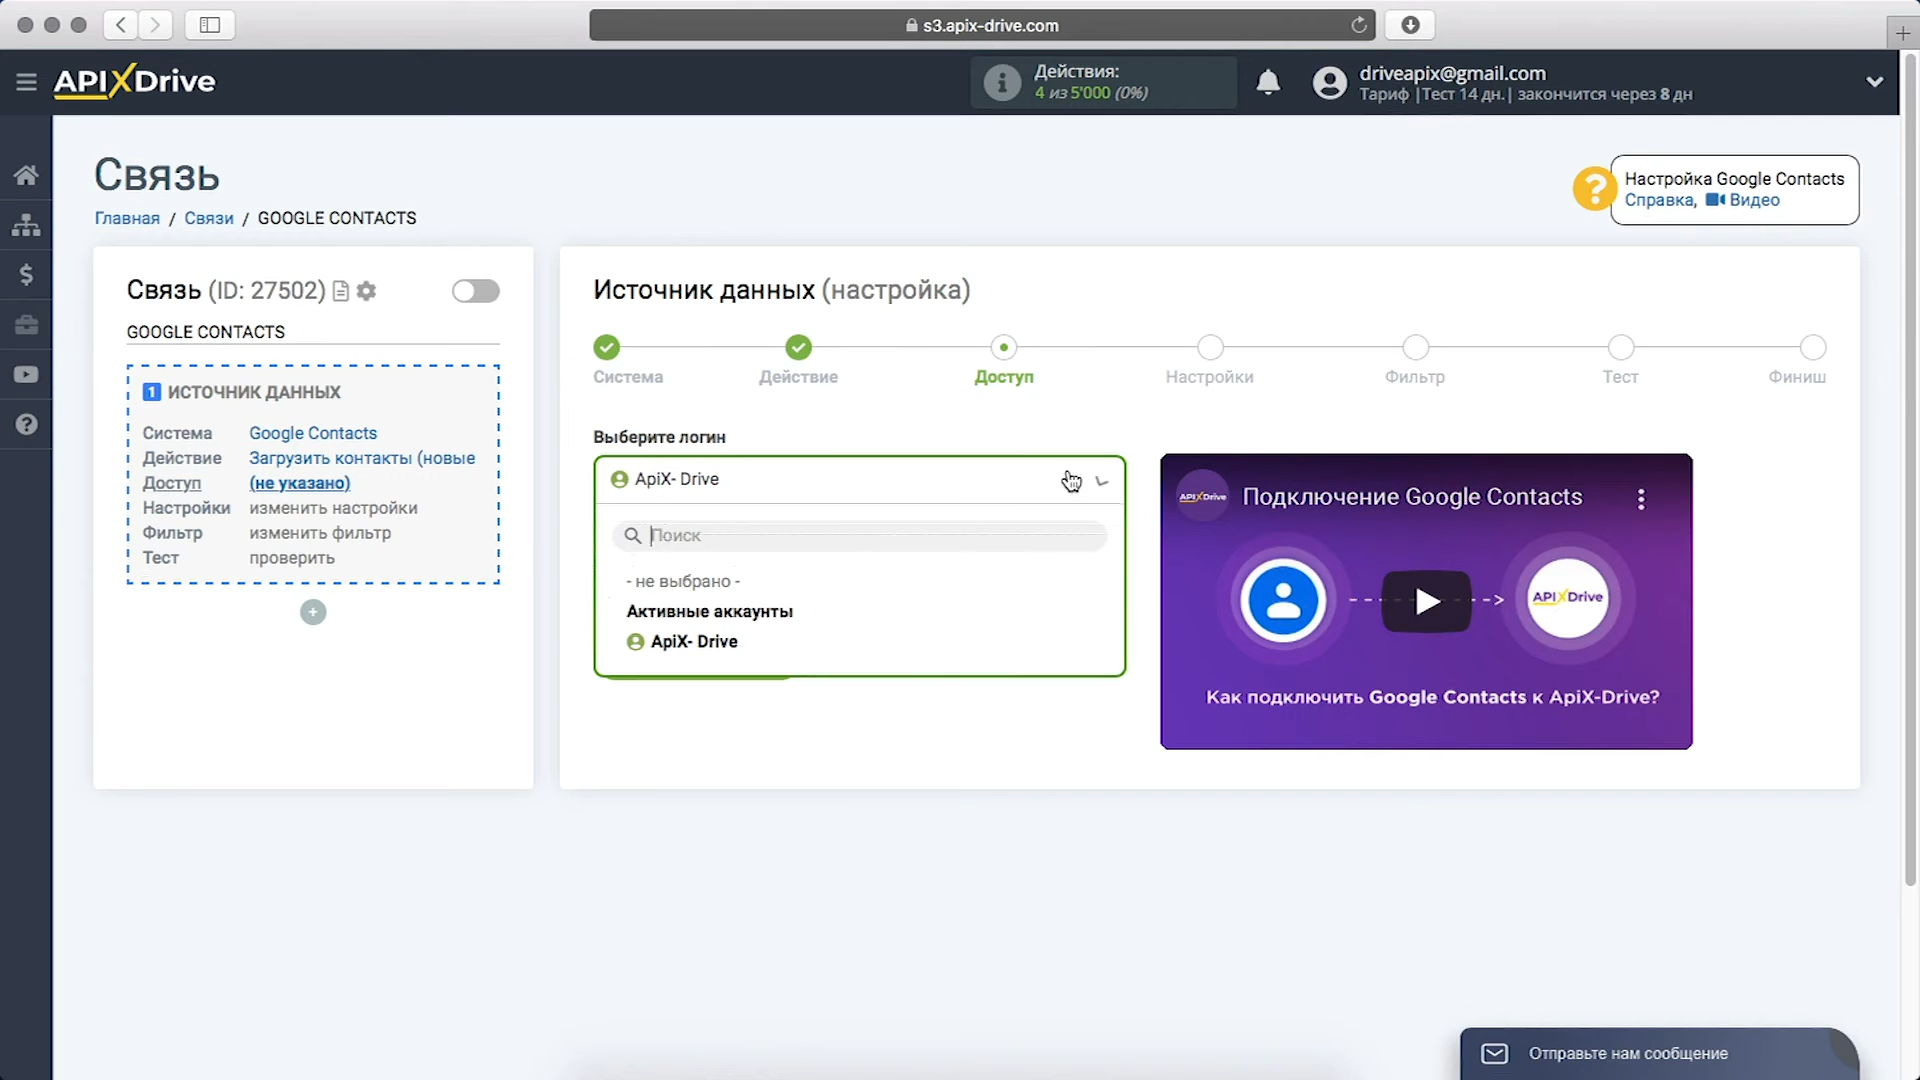 s3.apix-drive.com
APIXDrive
Действия:
4 из 5'000 (0%)
driveapix@gmail.com
Тариф |Тест 14 дн.| закончится через 8 дн
Связь
Главная / Связи / GOOGLE CONTACTS
Настройка Google Contacts
Справка, Видео
Связь (ID: 27502)
GOOGLE CONTACTS
1 ИСТОЧНИК ДАННЫХ
Система Google Contacts
Действие Загрузить контакты (новые
Доступ (не указано)
Настройки изменить настройки
Фильтр изменить фильтр
Тест проверить
Источник данных (настройка)
Система Действие Доступ Настройки Фильтр Тест Финиш
Выберите логин
ApiX- Drive
Поиск
- не выбрано -
Активные аккаунты
ApiX- Drive
APIXDrive
Подключение Google Contacts
APIXDrive
Как подключить Google Contacts к ApiX-Drive?
Отправьте нам сообщение